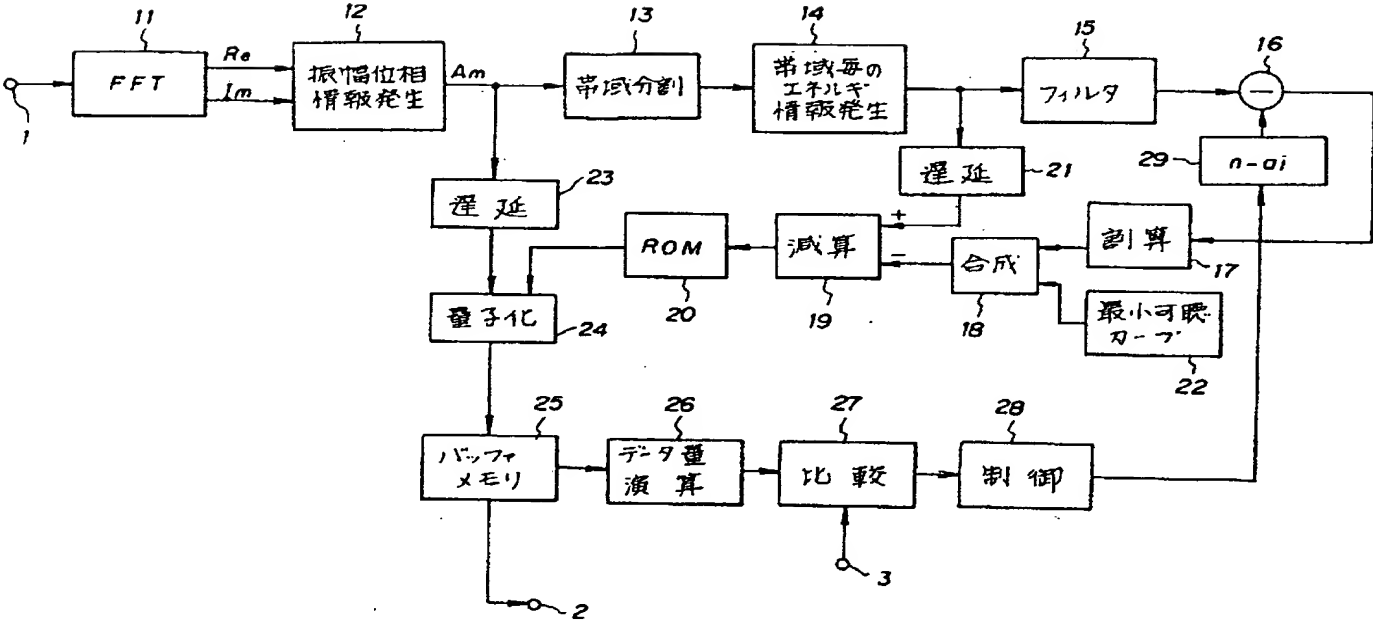 11
FFT
Re
Im
1
12
振幅位相
情報発生
Am
13
帯域分割
14
帯域毎の
エネルギ
情報発生
15
フィルタ
16
−
29
n-ai
23
遅延
21
遅延
+
−
ROM
20
減算
19
合成
18
割算
17
最小可聴
カーブ
22
量子化
24
25
バッファ
メモリ
26
データ量
演算
27
比較
28
制御
3
2